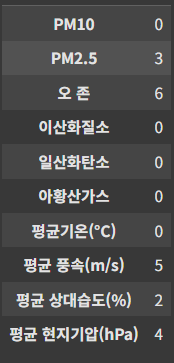 PM10 0
PM2.5 3
오 존 6
이산화질소 0
일산화탄소 0
아황산가스 0
평균기온(°C) 0
평균 풍속(m/s) 5
평균 상대습도(%) 2
평균 현지기압(hPa) 4